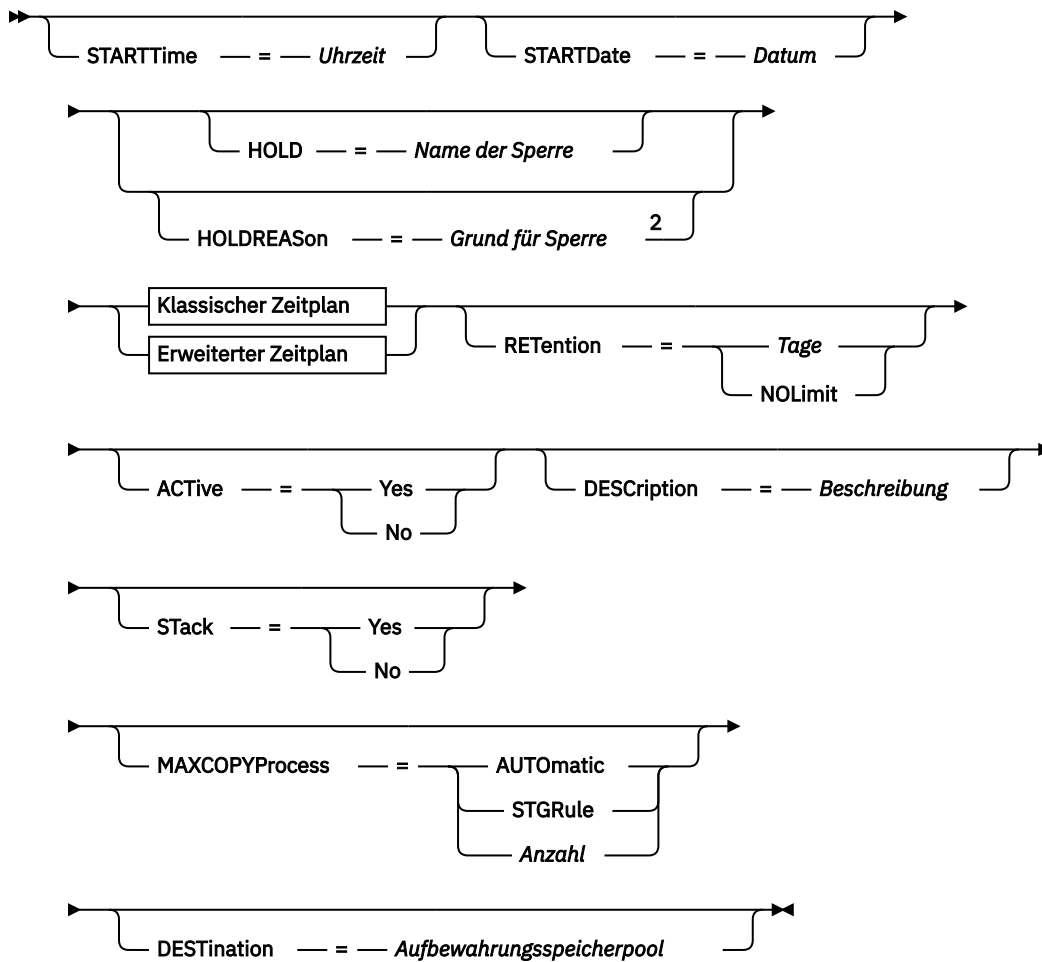 STARTTime = Uhrzeit STARTDate = Datum
HOLD = Name der Sperre
HOLDREASon = Grund für Sperre 2
Klassischer Zeitplan
Erweiterter Zeitplan
RETention = Tage
NOLimit
ACTive = Yes
No
DESCription = Beschreibung
STack = Yes
No
MAXCOPYProcess = AUTOmatic
STGRule
Anzahl
DESTination = Aufbewahrungsspeicherpool